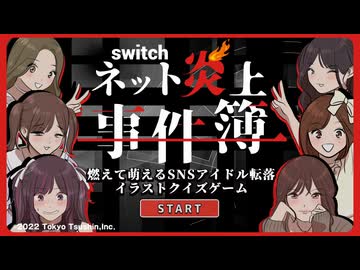 switch
ネット炎上
事件簿
燃えて萌えるSNSアイドル転落
イラストクイズゲーム
START
©2022 Tokyo Tsushin,Inc.